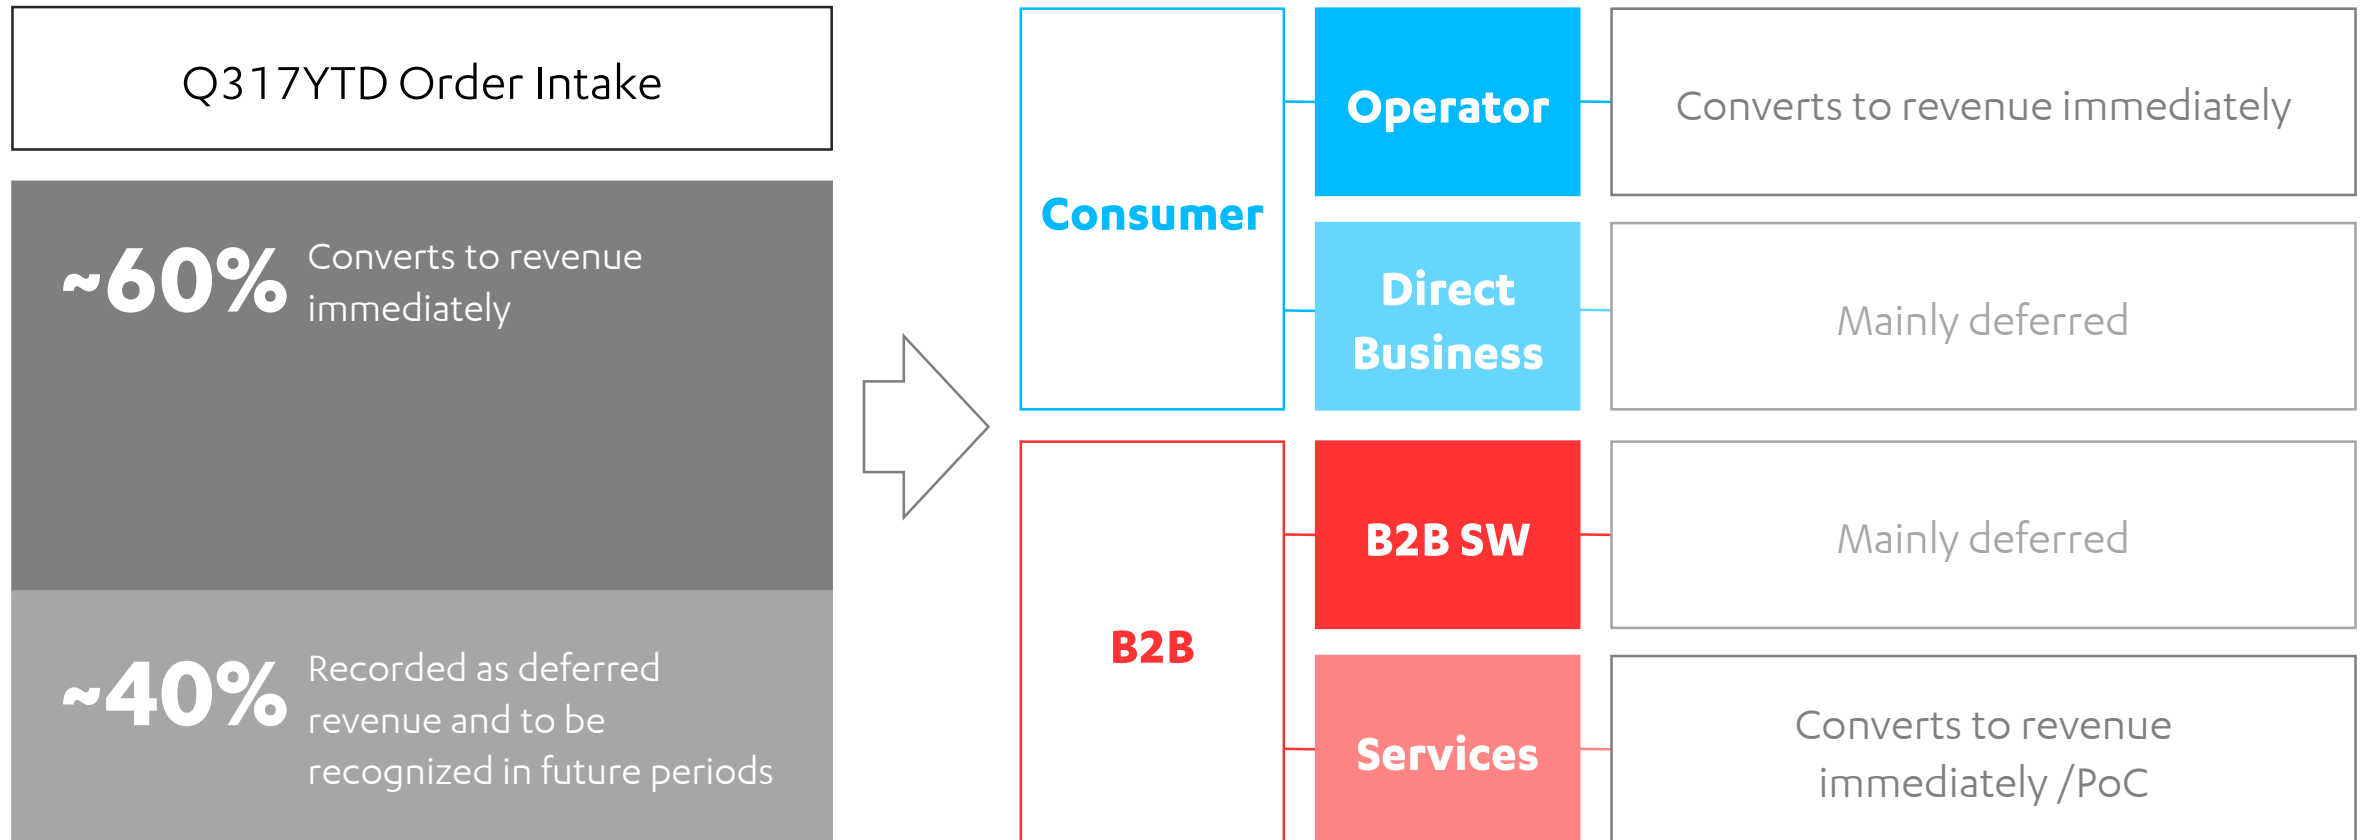 Q317YTD Order Intake
~60%
Converts to revenue
immediately
~40%
Recorded as deferred
revenue and to be
recognized in future periods
Consumer
Operator
Converts to revenue immediately
Direct
Business
Mainly deferred
B2B
B2B SW
Mainly deferred
Services
Converts to revenue
immediately /PoC